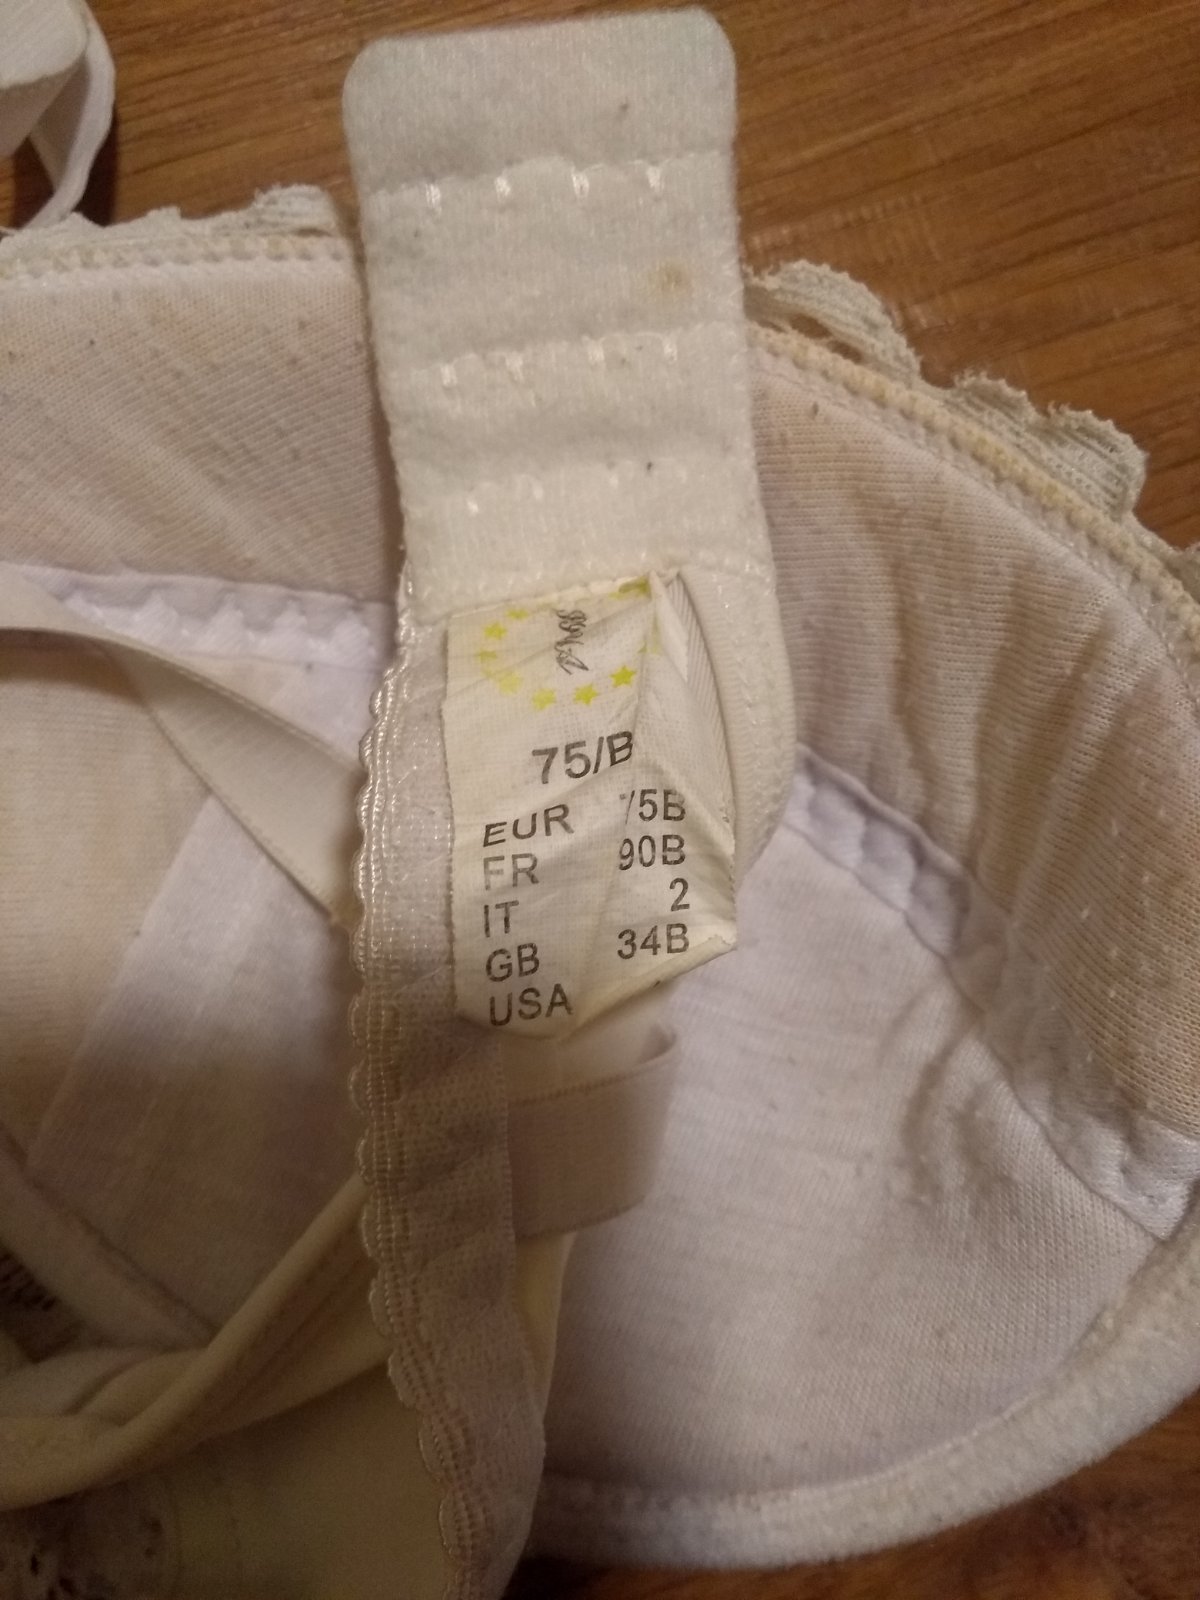 75/B
EUR 75B
FR 90B
IT 2
GB 34B
USA